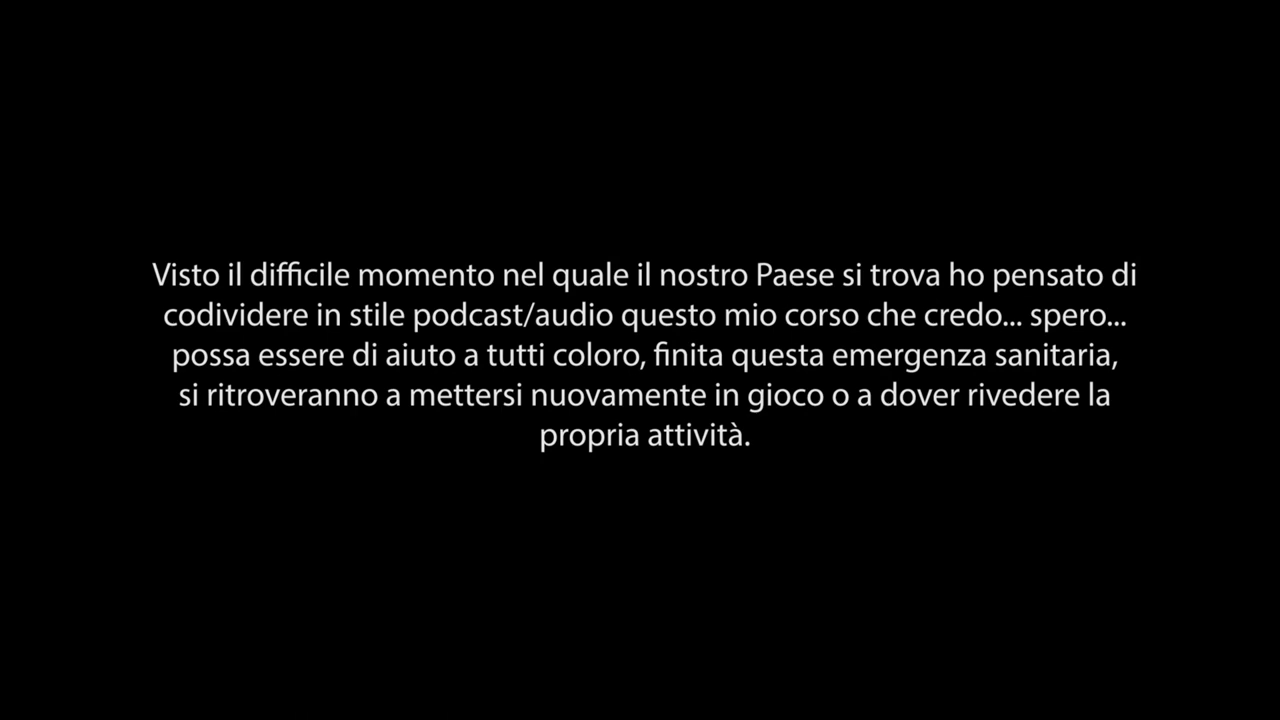 Visto il difficile momento nel quale il nostro Paese si trova ho pensato di
codividere in stile podcast/audio questo mio corso che credo... spero...
possa essere di aiuto a tutti coloro, finita questa emergenza sanitaria,
si ritroveranno a mettersi nuovamente in gioco o a dover rivedere la
propria attività.